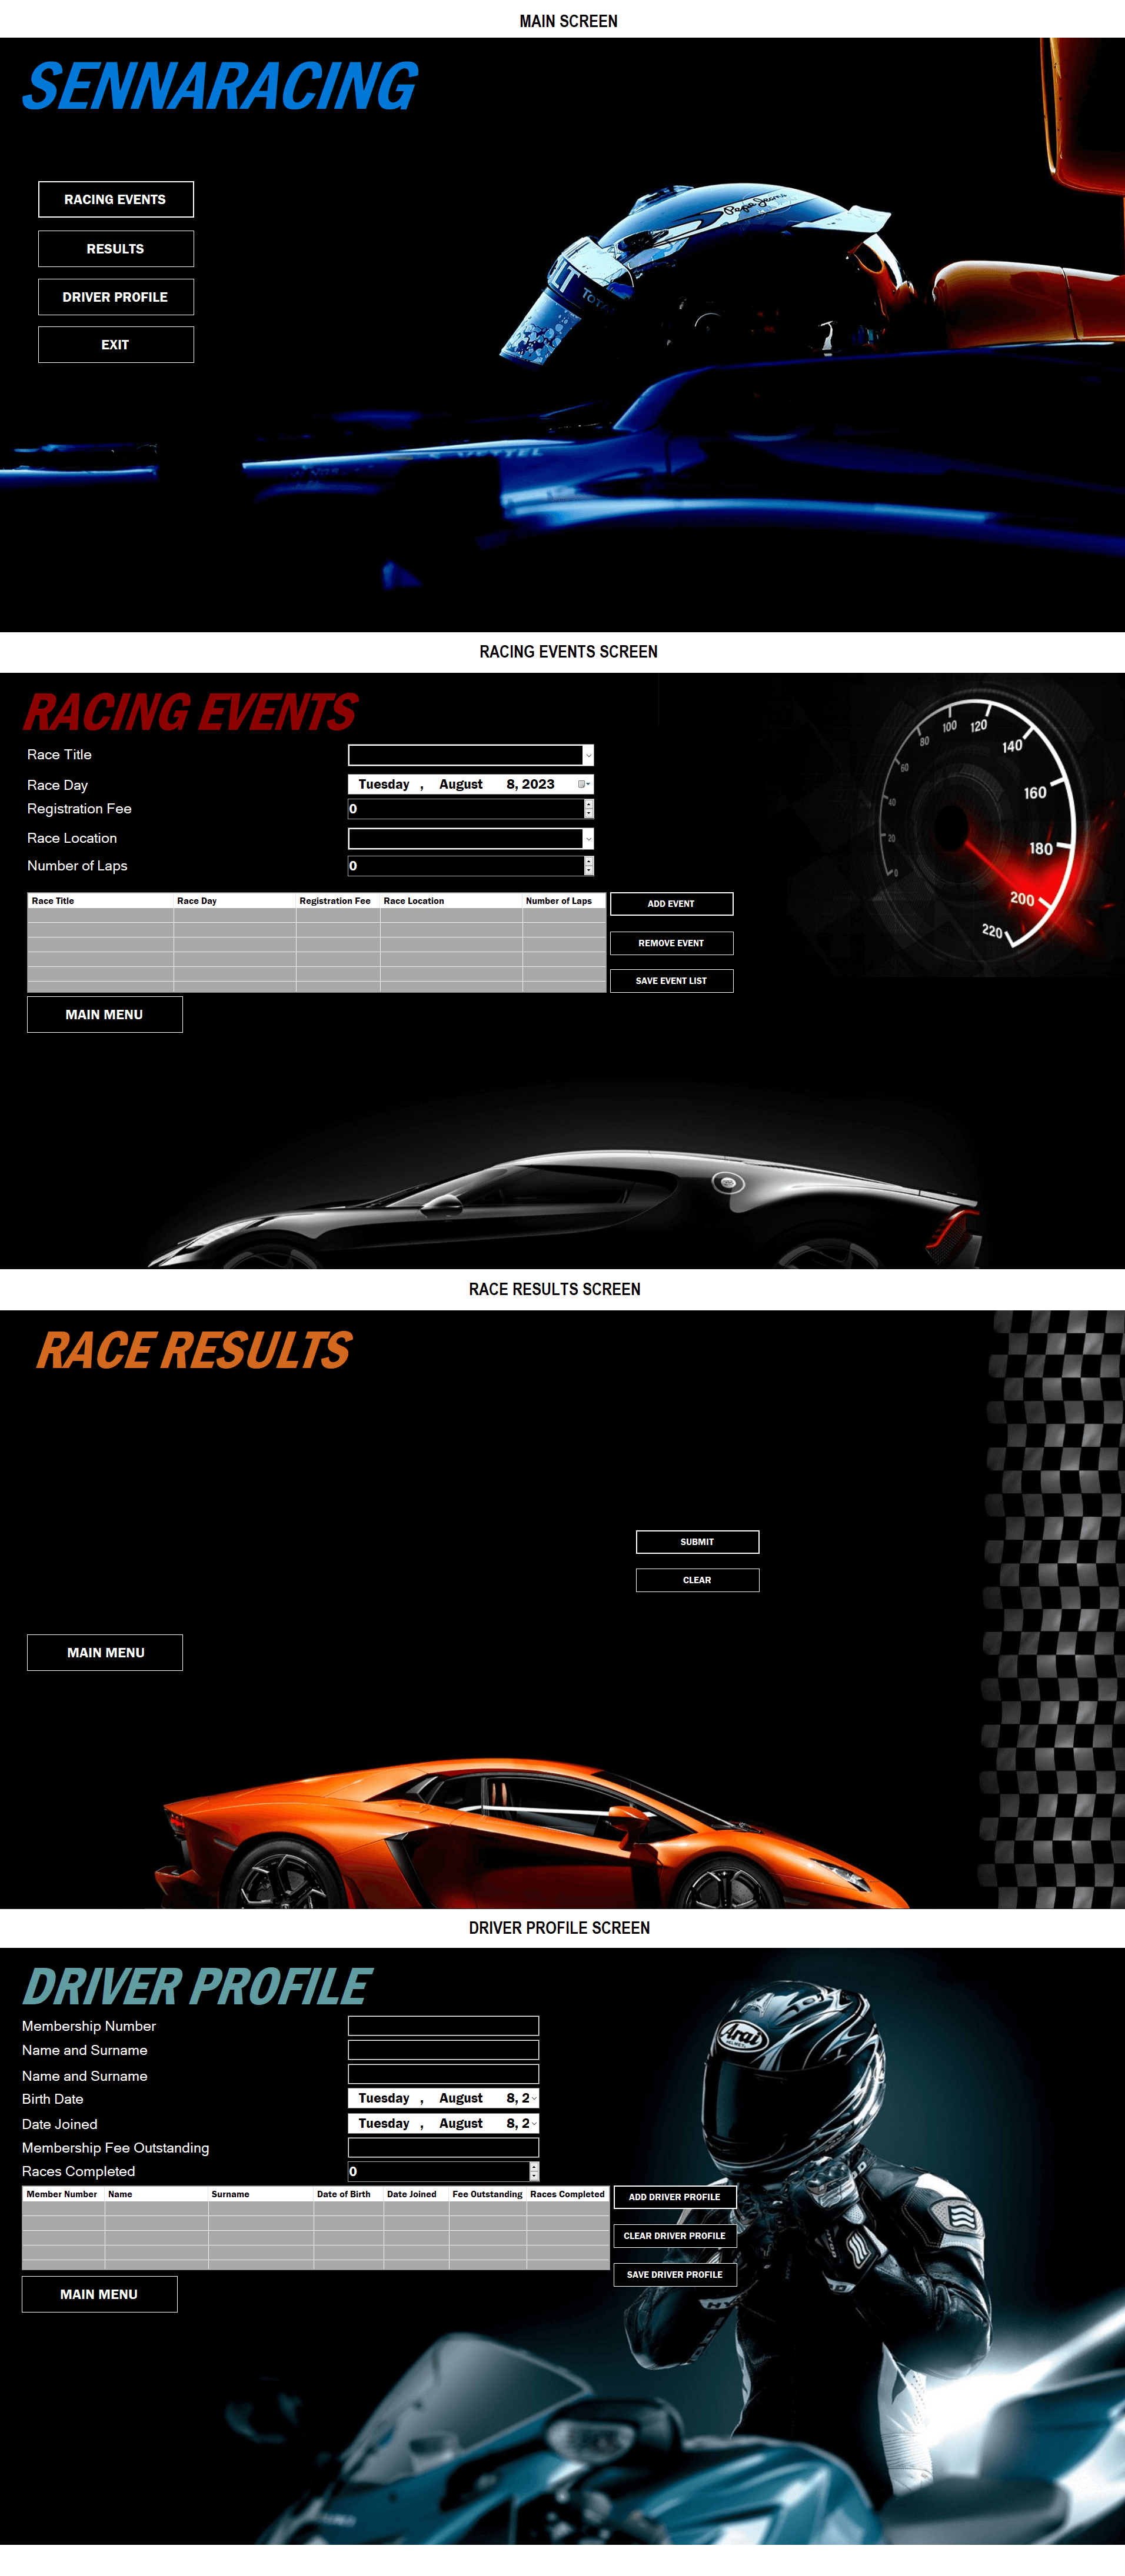 MAIN SCREEN
SENNARACING
RACING EVENTS
RESULTS
DRIVER PROFILE
EXIT
Pepe Jeans
LT TOTA
VETTEL
RACING EVENTS SCREEN
RACING EVENTS
Race Title
Race Day Tuesday , August 8, 2023
Registration Fee 0
Race Location
Number of Laps 0
Race Title Race Day Registration Fee Race Location Number of Laps
ADD EVENT
REMOVE EVENT
SAVE EVENT LIST
MAIN MENU
0 20 40 60 80 100 120 140 160 180 200 220
RACE RESULTS SCREEN
RACE RESULTS
SUBMIT
CLEAR
MAIN MENU
DRIVER PROFILE SCREEN
DRIVER PROFILE
Membership Number
Name and Surname
Name and Surname
Birth Date Tuesday , August 8, 2
Date Joined Tuesday , August 8, 2
Membership Fee Outstanding
Races Completed 0
Member Number Name Surname Date of Birth Date Joined Fee Outstanding Races Completed
ADD DRIVER PROFILE
CLEAR DRIVER PROFILE
SAVE DRIVER PROFILE
MAIN MENU
Arai